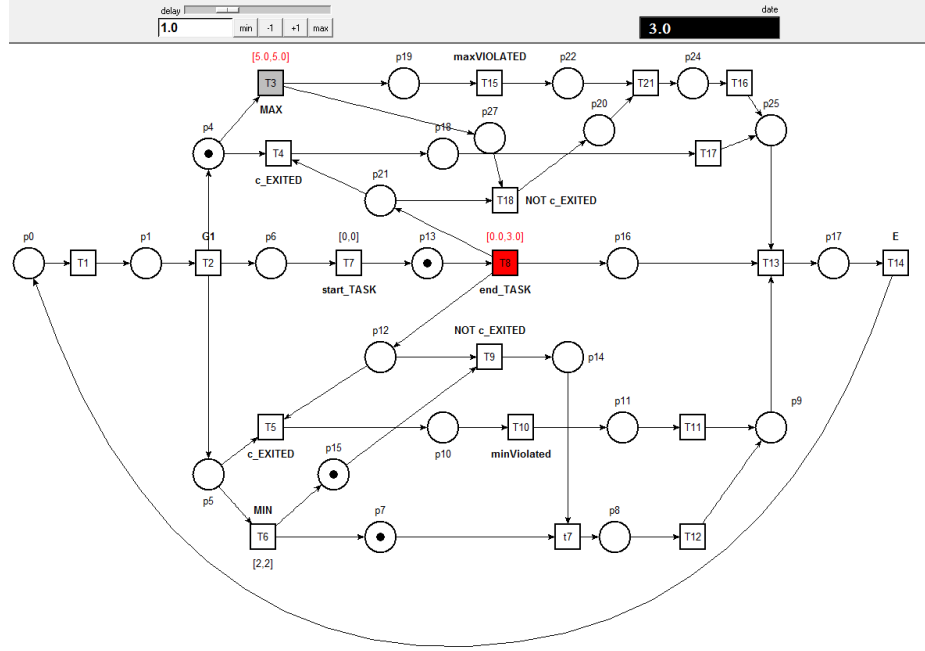 delay
date
1.0
min
-1
+1
max
3.0
[5.0,5.0]
p19
maxVIOLATED
p22
p24
T3
T15
T21
T16
MAX
p4
p18
p27
p20
p25
T4
T17
c_EXITED
p21
T18
NOT c_EXITED
p0
p1
G1
p6
[0,0]
p13
[0.0,3.0]
p16
p17
E
T1
T2
T7
T8
T13
T14
start_TASK
end_TASK
p12
NOT c_EXITED
T9
p14
T5
p10
T10
p11
T11
p9
c_EXITED
minViolated
p15
p5
MIN
p7
p8
T6
t7
T12
[2,2]